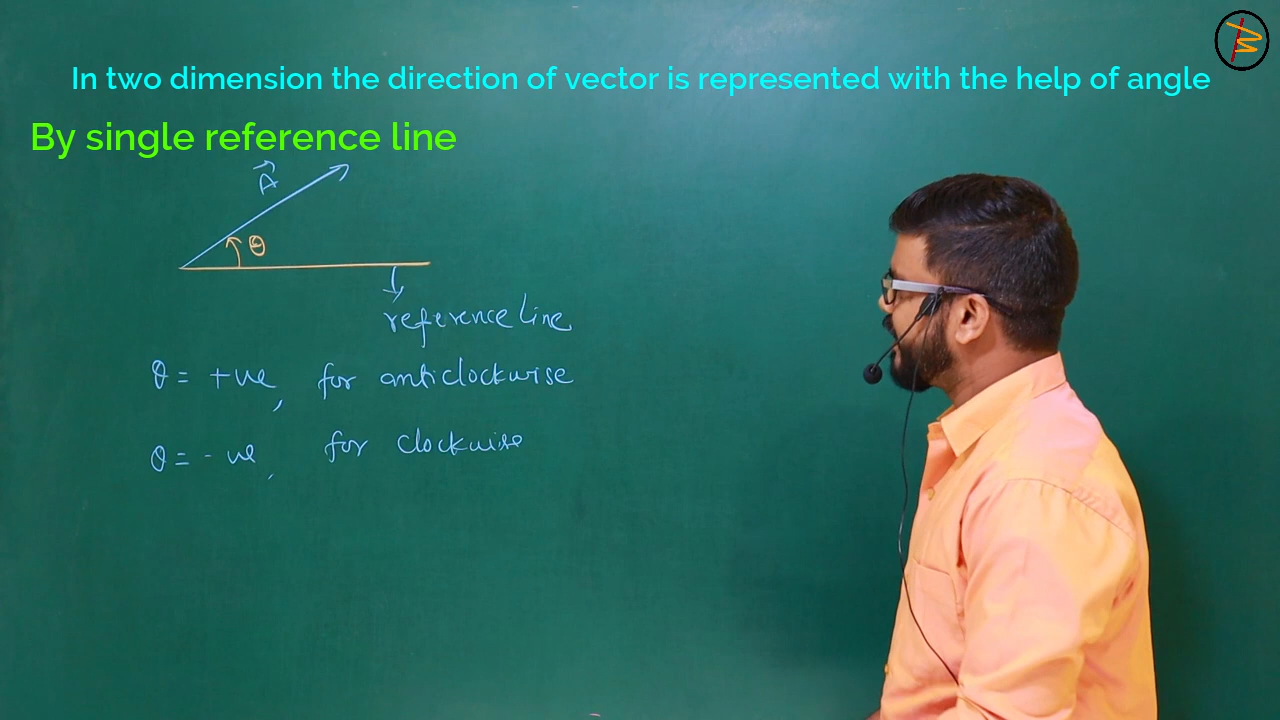 In two dimension the direction of vector is represented with the help of angle
By single reference line
A
θ
reference line
θ = +ve, for anticlockwise
θ = - ve, for clockwise